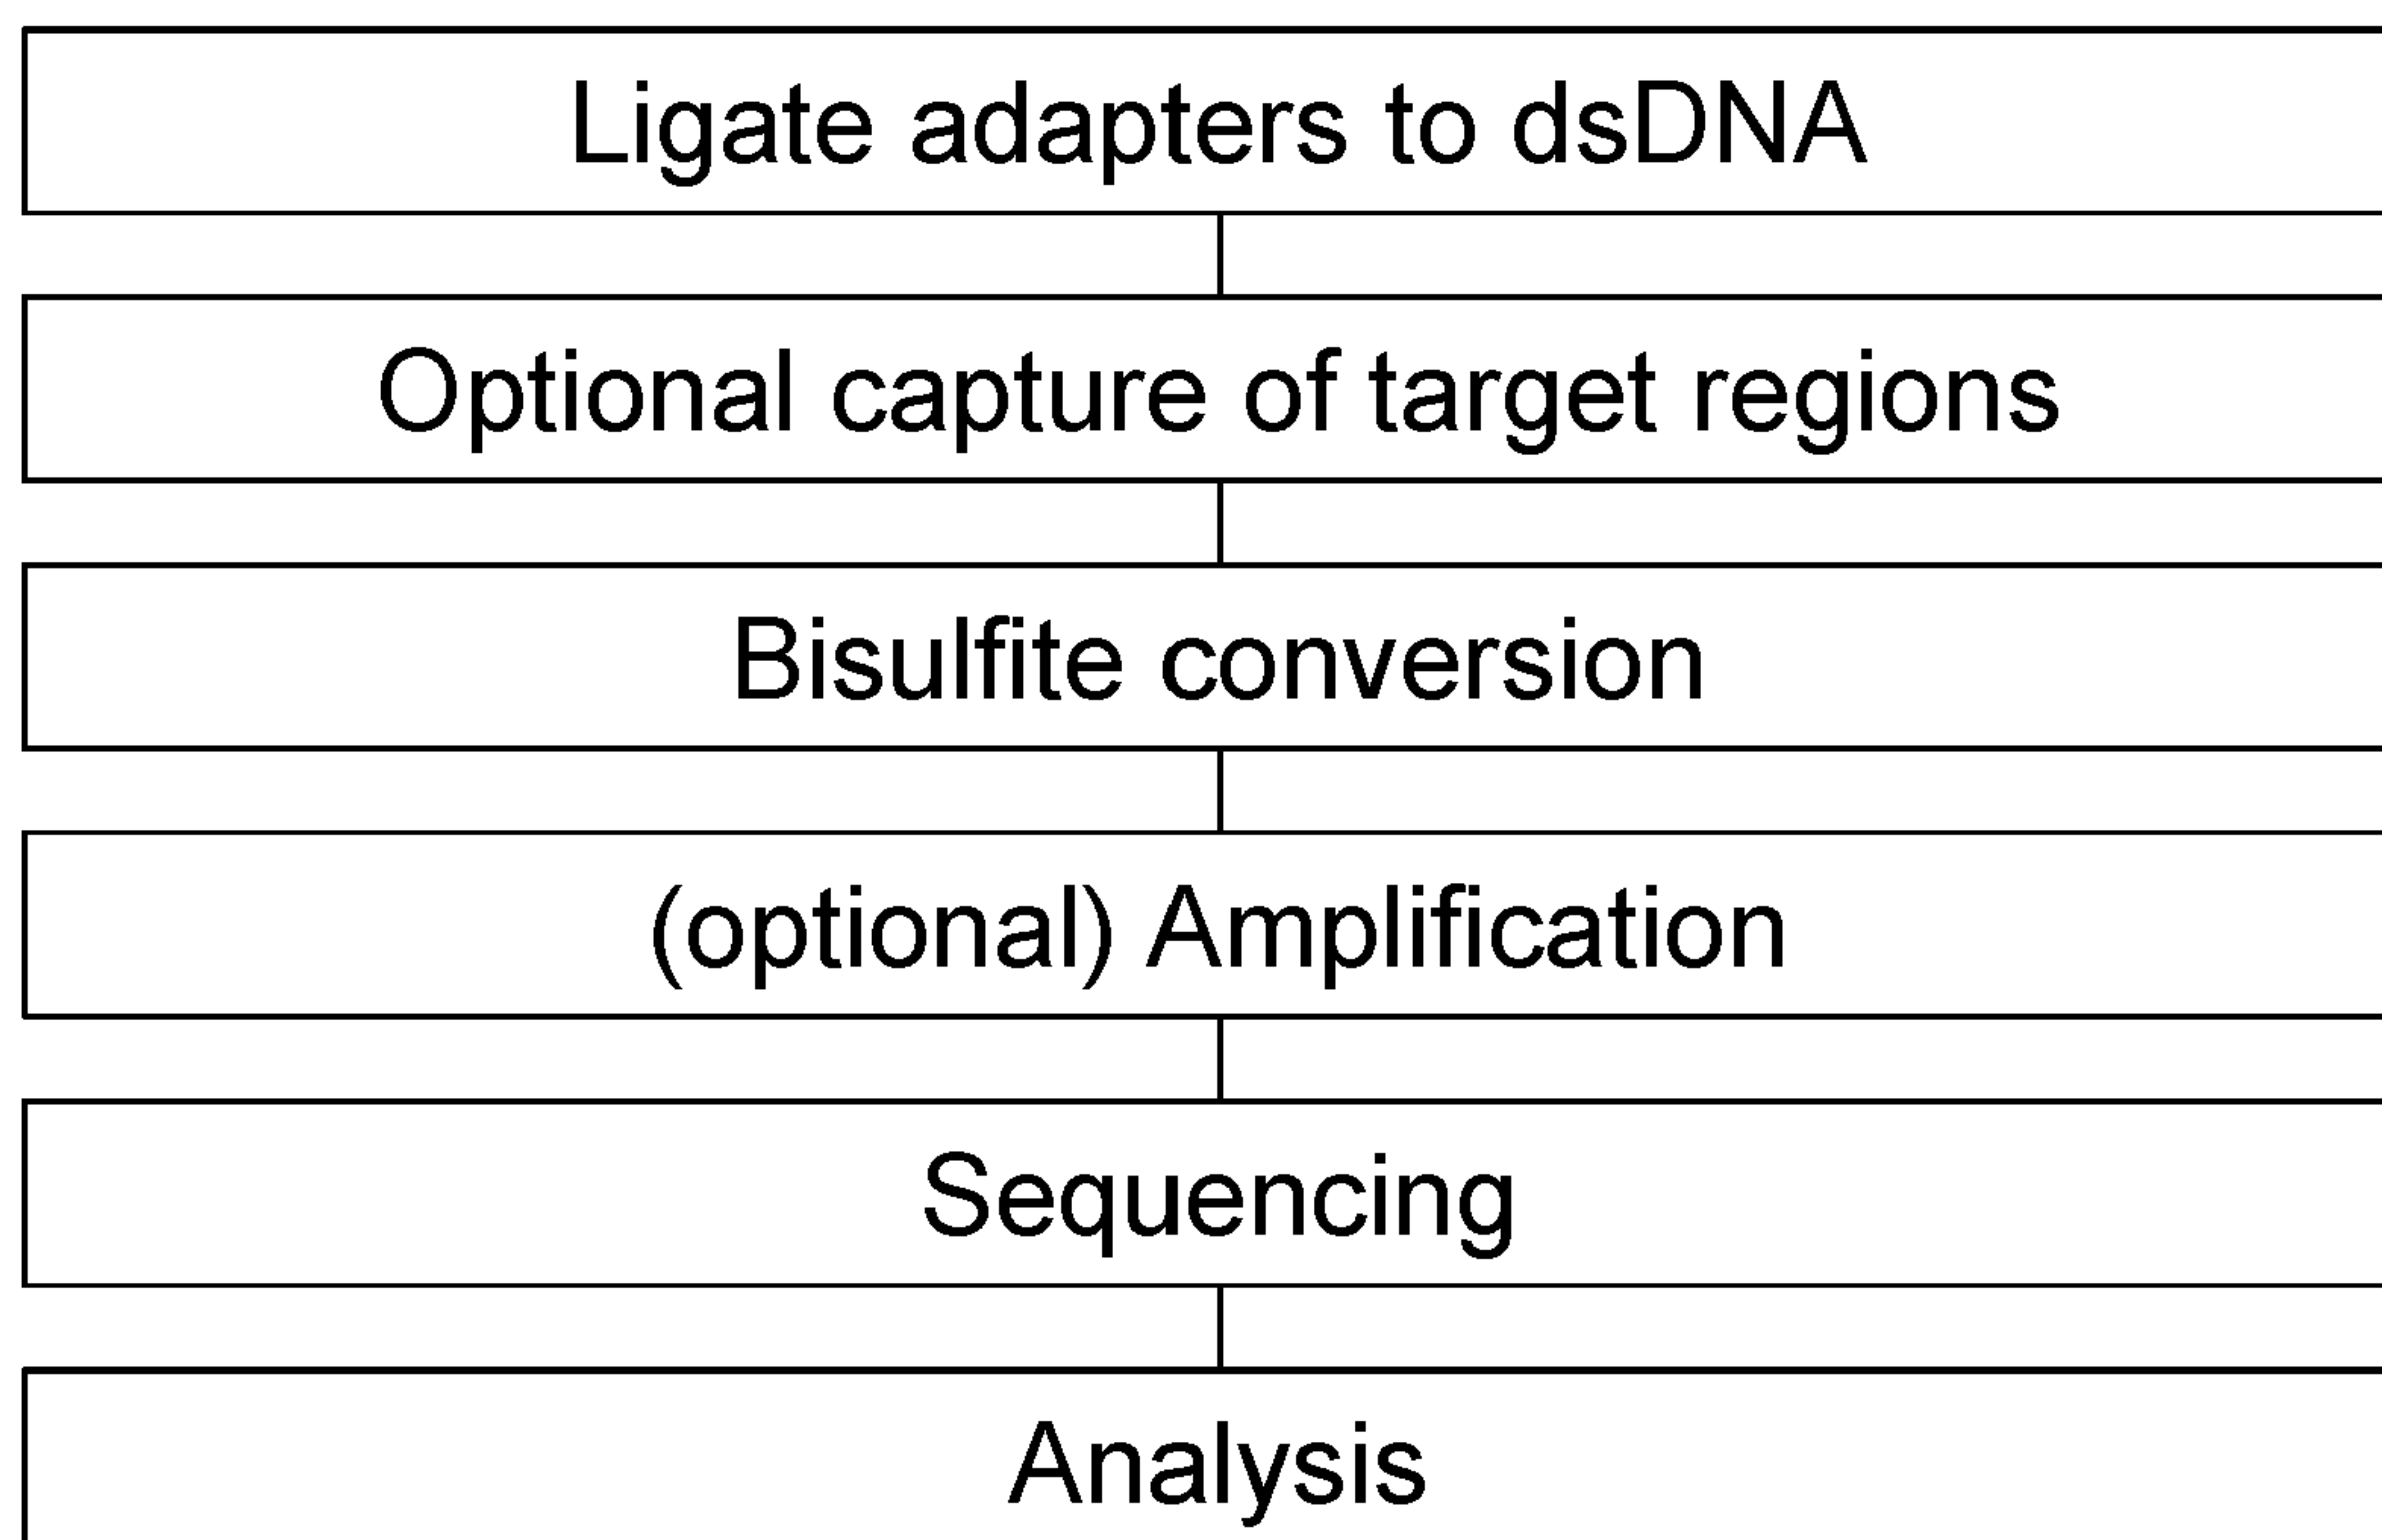 Ligate adapters to dsDNA
Optional capture of target regions
Bisulfite conversion
(optional) Amplification
Sequencing
Analysis